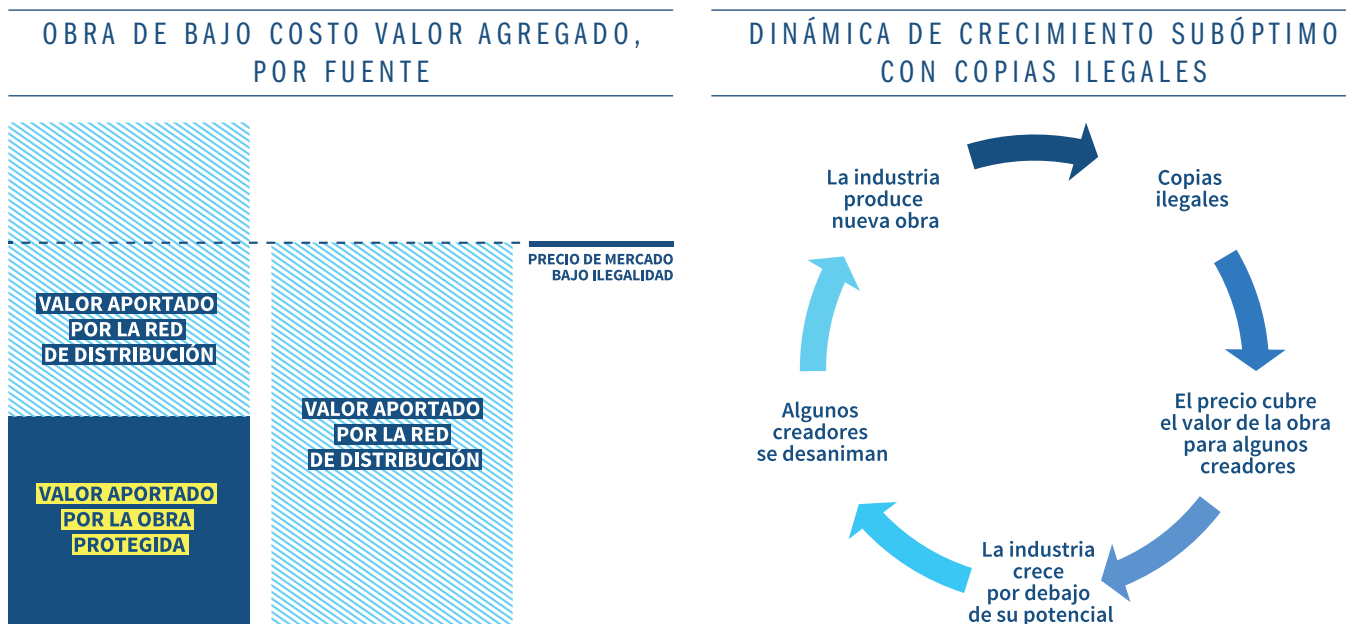 OBRA DE BAJO COSTO VALOR AGREGADO,
POR FUENTE
VALOR APORTADO
POR LA RED
DE DISTRIBUCIÓN
VALOR APORTADO
POR LA OBRA
PROTEGIDA
VALOR APORTADO
POR LA RED
DE DISTRIBUCIÓN
PRECIO DE MERCADO
BAJO ILEGALIDAD
DINÁMICA DE CRECIMIENTO SUBÓPTIMO
CON COPIAS ILEGALES
La industria
produce
nueva obra
Copias
ilegales
El precio cubre
el valor de la obra
para algunos
creadores
La industria
crece
por debajo
de su potencial
Algunos
creadores
se desaniman